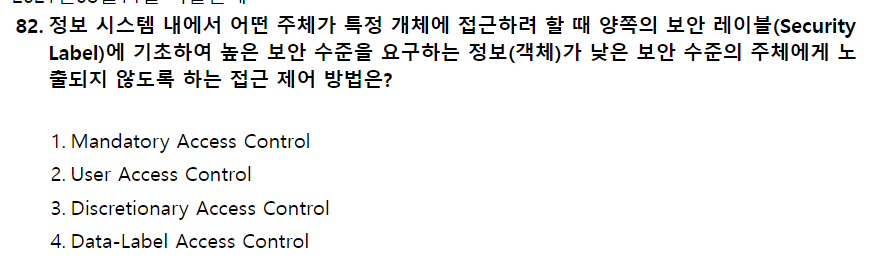 82. 정보 시스템 내에서 어떤 주체가 특정 개체에 접근하려 할 때 양쪽의 보안 레이블(Security
Label)에 기초하여 높은 보안 수준을 요구하는 정보(객체)가 낮은 보안 수준의 주체에게 노
출되지 않도록 하는 접근 제어 방법은?
1. Mandatory Access Control
2. User Access Control
3. Discretionary Access Control
4. Data-Label Access Control